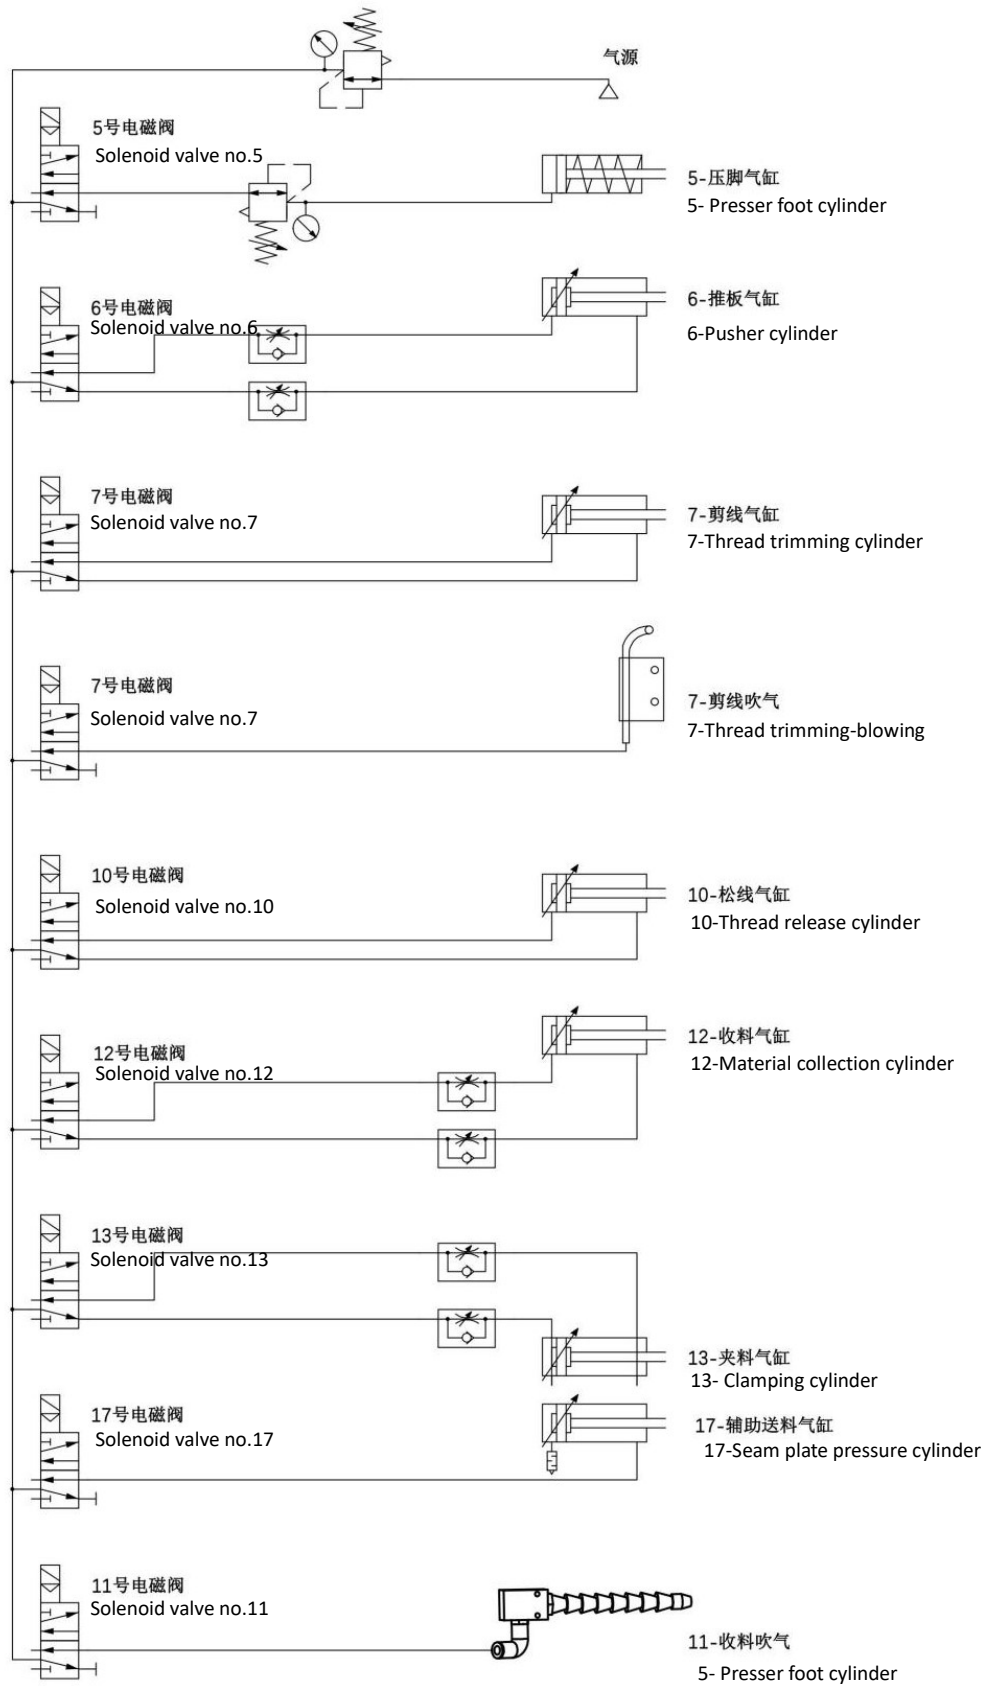 气源
5号电磁阀
Solenoid valve no.5
5-压脚气缸
5- Presser foot cylinder
6号电磁阀
Solenoid valve no.6
6-推板气缸
6-Pusher cylinder
7号电磁阀
Solenoid valve no.7
7-剪线气缸
7-Thread trimming cylinder
7号电磁阀
Solenoid valve no.7
7-剪线吹气
7-Thread trimming-blowing
10号电磁阀
Solenoid valve no.10
10-松线气缸
10-Thread release cylinder
12号电磁阀
Solenoid valve no.12
12-收料气缸
12-Material collection cylinder
13号电磁阀
Solenoid valve no.13
13-夹料气缸
13- Clamping cylinder
17号电磁阀
Solenoid valve no.17
17-辅助送料气缸
17-Seam plate pressure cylinder
11号电磁阀
Solenoid valve no.11
11-收料吹气
5- Presser foot cylinder